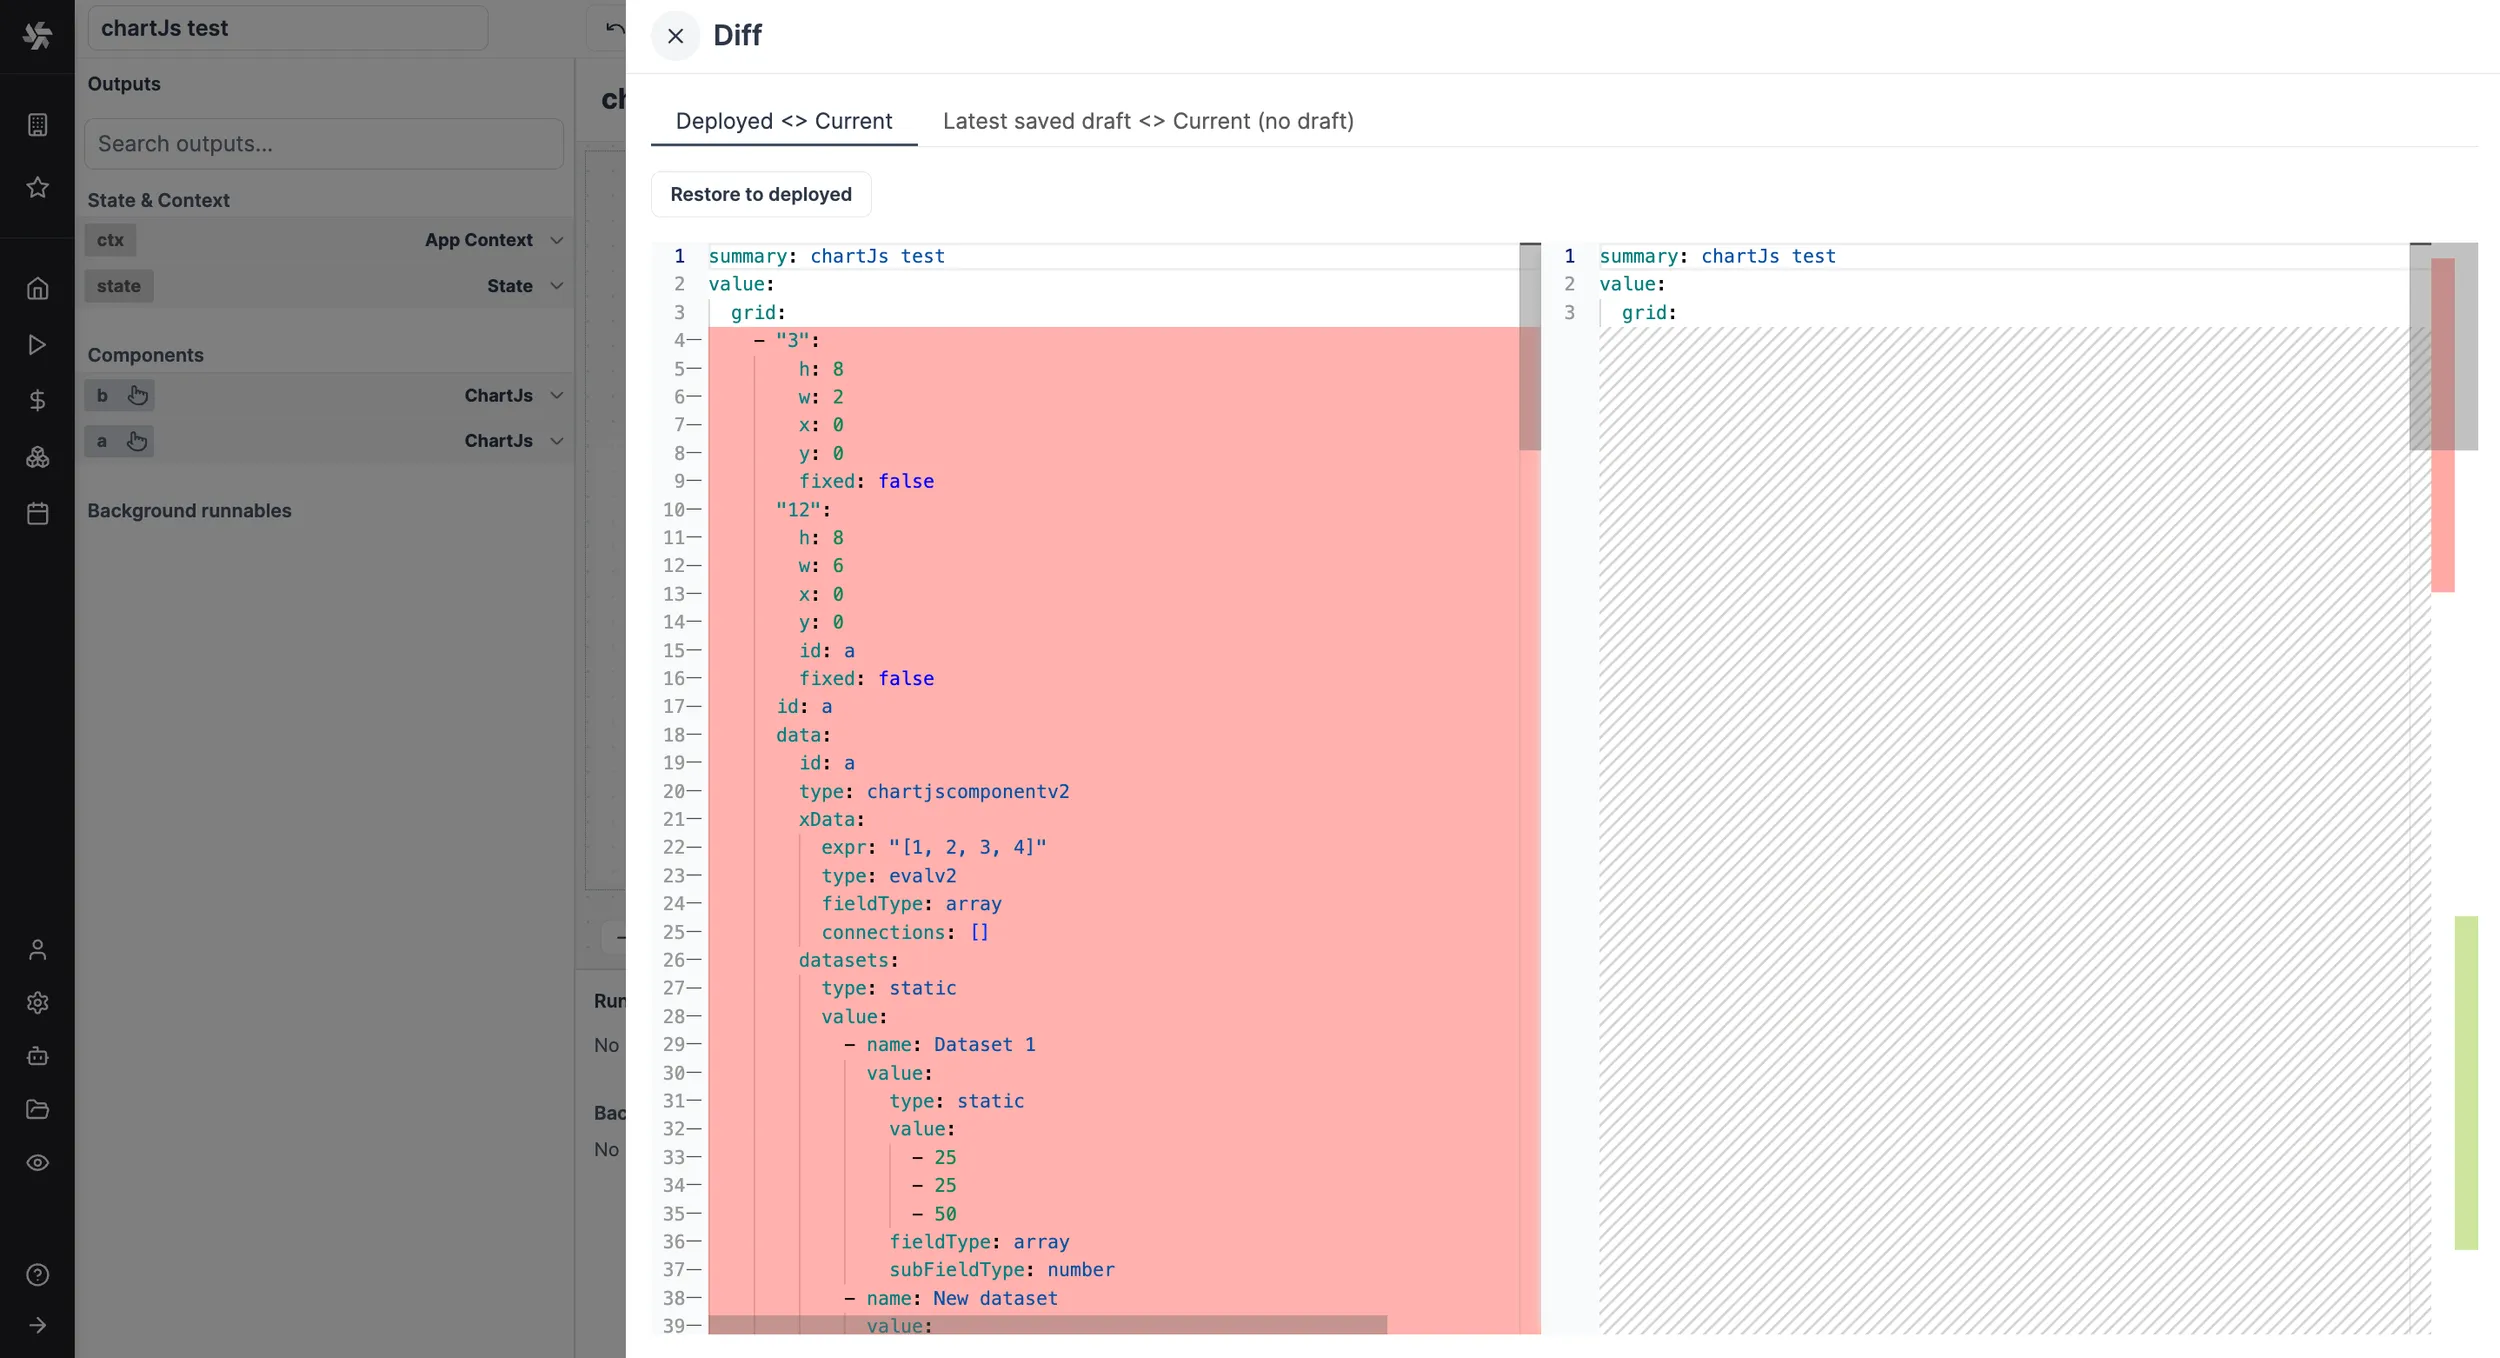 chartJs test
Outputs
Search outputs...
State & Context
ctx App Context
state State
Components
b ChartJs
a ChartJs
Background runnables
Diff
Deployed <> Current
Latest saved draft <> Current (no draft)
Restore to deployed
1 summary: chartJs test
2 value:
3 grid:
4 - "3":
5 h: 8
6 w: 2
7 x: 0
8 y: 0
9 fixed: false
10 "12":
11 h: 8
12 w: 6
13 x: 0
14 y: 0
15 id: a
16 fixed: false
17 id: a
18 data:
19 id: a
20 type: chartjscomponentv2
21 xData:
22 expr: "[1, 2, 3, 4]"
23 type: evalv2
24 fieldType: array
25 connections: []
26 datasets:
27 type: static
28 value:
29 - name: Dataset 1
30 value:
31 type: static
32 value:
33 - 25
34 - 25
35 - 50
36 fieldType: array
37 subFieldType: number
38 - name: New dataset
39 value:
1 summary: chartJs test
2 value:
3 grid:
No
No